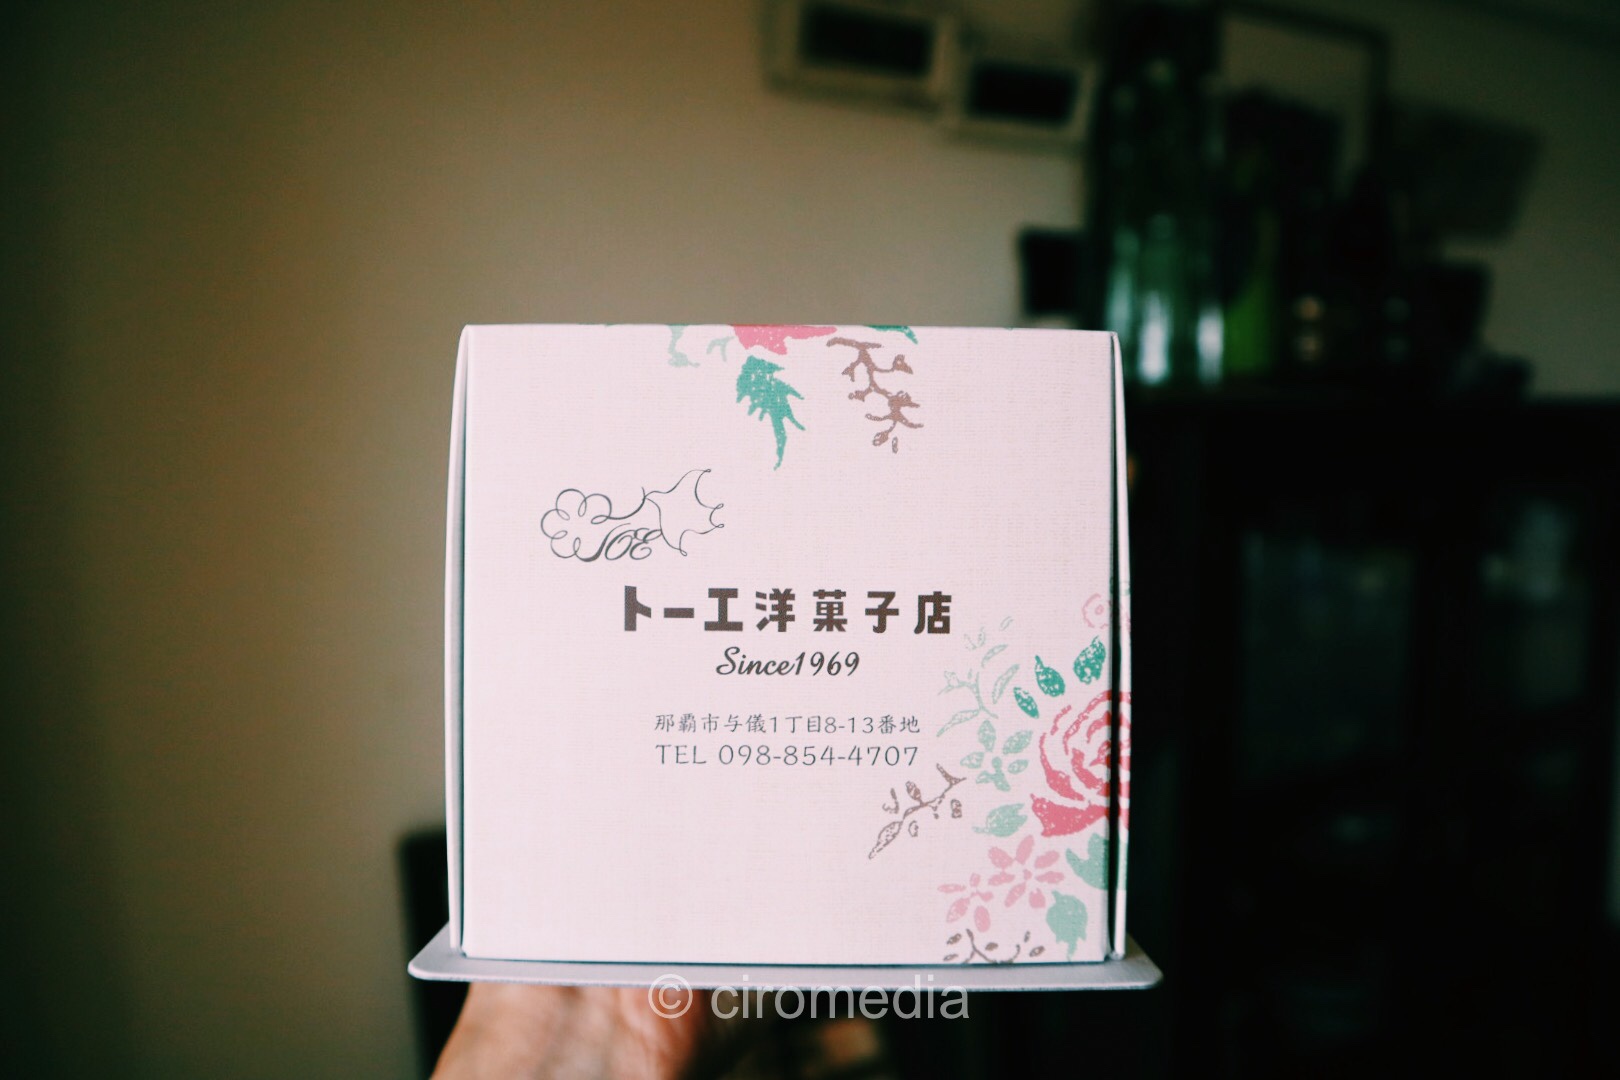 TOE
トーエ洋菓子店
Since1969
那覇市与儀1丁目8-13番地
TEL 098-854-4707
© ciromedia